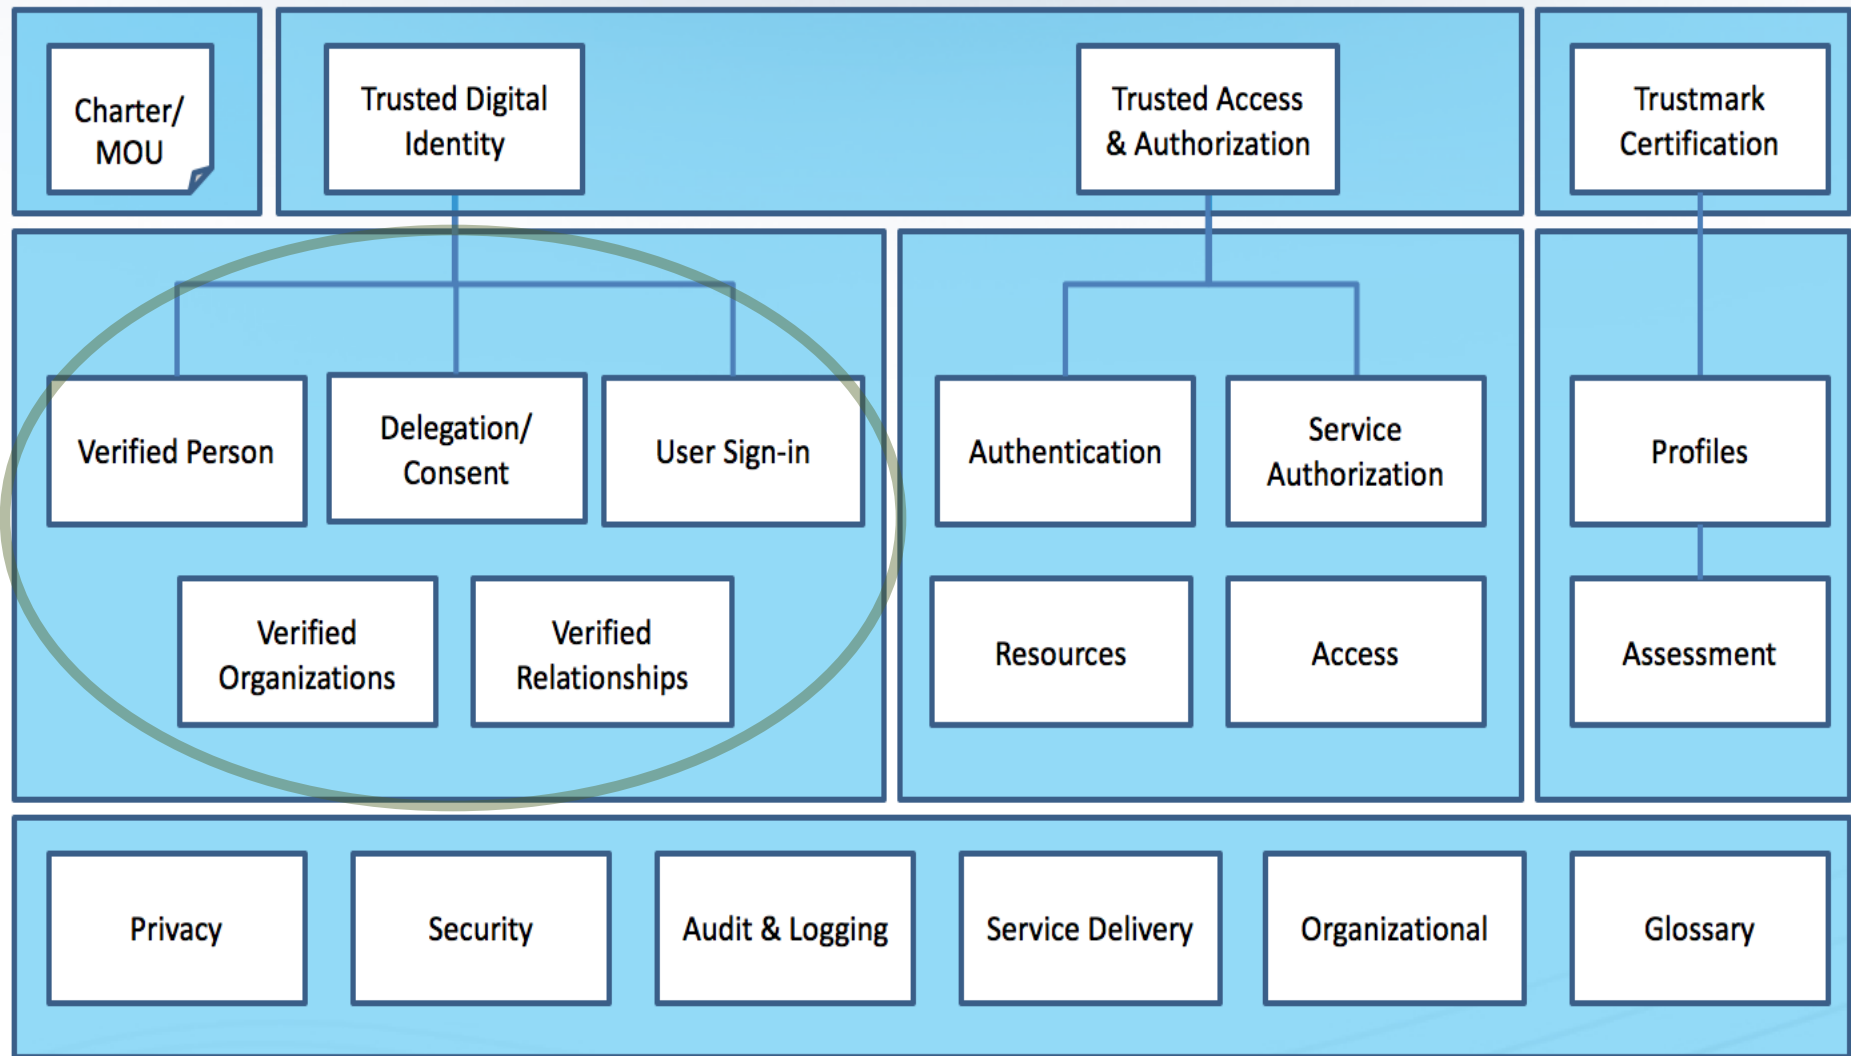 Charter/
MOU
Trusted Digital
Identity
Trusted Access
& Authorization
Trustmark
Certification
Verified Person
Delegation/
Consent
User Sign-in
Authentication
Service
Authorization
Profiles
Verified
Organizations
Verified
Relationships
Resources
Access
Assessment
Privacy
Security
Audit & Logging
Service Delivery
Organizational
Glossary